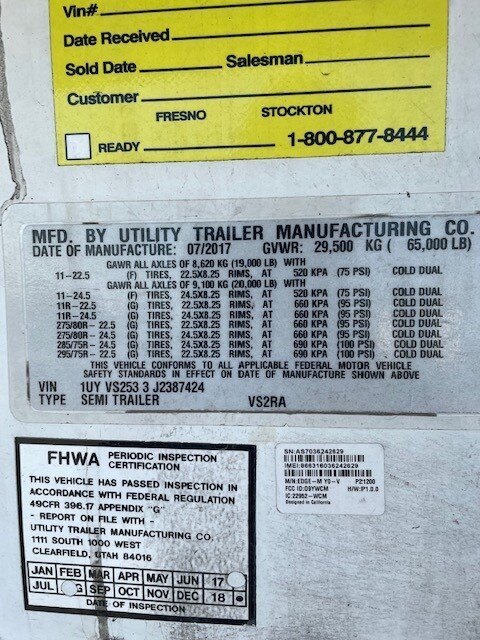 Vin#
Date Received
Sold Date Salesman
Customer
FRESNO STOCKTON
READY 1-800-877-8444
MFD. BY UTILITY TRAILER MANUFACTURING CO.
DATE OF MANUFACTURE: 07/2017 GVWR: 29,500 KG ( 65,000 LB)
GAWR ALL AXLES OF 8,620 KG (19,000 LB) WITH
11-22.5 (F) TIRES, 22.5X8.25 RIMS, AT 520 KPA (75 PSI) COLD DUAL
GAWR ALL AXLES OF 9,100 KG (20,000 LB) WITH
11-24.5 (F) TIRES, 24.5X8.25 RIMS, AT 520 KPA (75 PSI) COLD DUAL
11R-22.5 (G) TIRES, 22.5X8.25 RIMS, AT 660 KPA (95 PSI) COLD DUAL
11R-24.5 (G) TIRES, 24.5X8.25 RIMS, AT 660 KPA (95 PSI) COLD DUAL
275/80R-22.5 (G) TIRES, 22.5X8.25 RIMS, AT 660 KPA (95 PSI) COLD DUAL
275/80R-24.5 (G) TIRES, 24.5X8.25 RIMS, AT 660 KPA (95 PSI) COLD DUAL
285/75R-24.5 (G) TIRES, 24.5X8.25 RIMS, AT 690 KPA (100 PSI) COLD DUAL
295/75R-22.5 (G) TIRES, 22.5X8.25 RIMS, AT 690 KPA (100 PSI) COLD DUAL
THIS VEHICLE CONFORMS TO ALL APPLICABLE FEDERAL MOTOR VEHICLE
SAFETY STANDARDS IN EFFECT ON DATE OF MANUFACTURE SHOWN ABOVE
VIN 1UY VS253 3 J2387424
TYPE SEMI TRAILER VS2RA
FHWA PERIODIC INSPECTION
CERTIFICATION
THIS VEHICLE HAS PASSED INSPECTION IN
ACCORDANCE WITH FEDERAL REGULATION
49CFR 396.17 APPENDIX "G"
- REPORT ON FILE WITH -
UTILITY TRAILER MANUFACTURING CO.
1111 SOUTH 1000 WEST
CLEARFIELD, UTAH 84016
JAN FEB MAR APR MAY JUN 17
JUL SEP OCT NOV DEC 18
DATE OF INSPECTION
SN:AS7036242629
IMEI:866316036242629
M/N:EDGE-M Y0-V P21200
FCC ID:O9YWCM H/W:P1.0.0
IC:22952-WCM
Designed in California